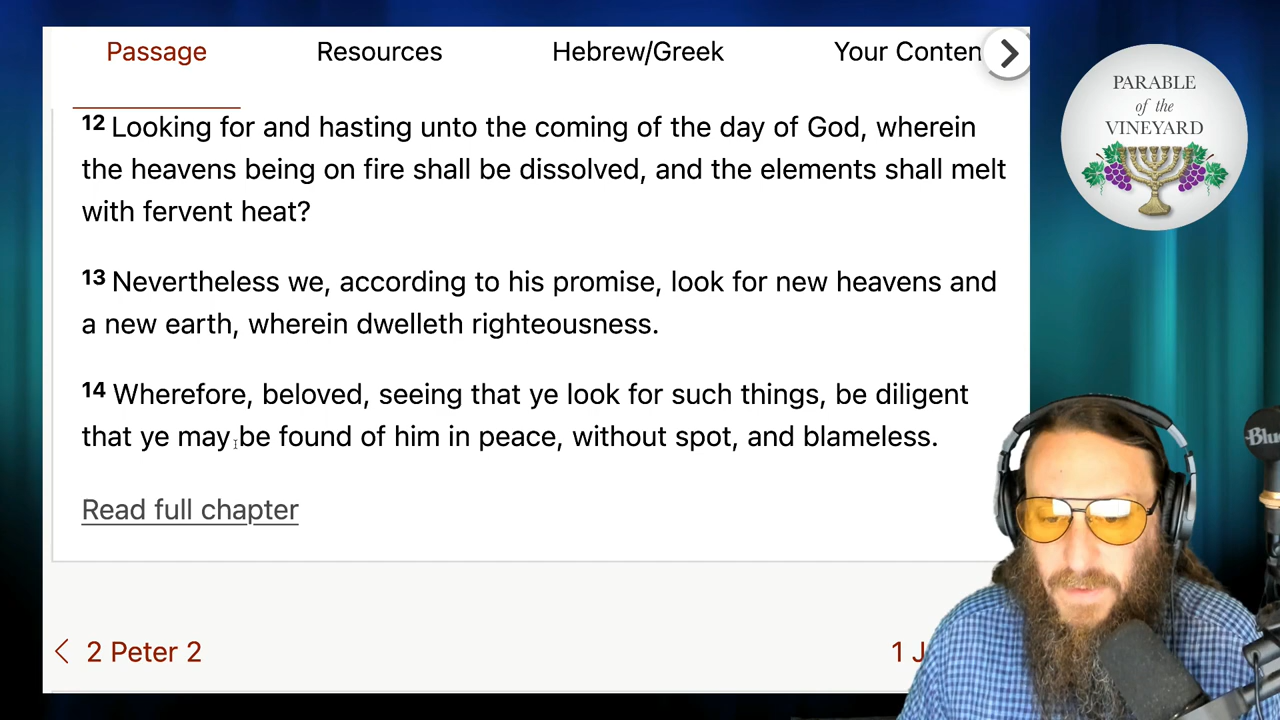 Passage Resources Hebrew/Greek Your Conten
12 Looking for and hasting unto the coming of the day of God, wherein
the heavens being on fire shall be dissolved, and the elements shall melt
with fervent heat?
13 Nevertheless we, according to his promise, look for new heavens and
a new earth, wherein dwelleth righteousness.
14 Wherefore, beloved, seeing that ye look for such things, be diligent
that ye may be found of him in peace, without spot, and blameless.
Read full chapter
2 Peter 2
1 J
PARABLE
of the
VINEYARD
Blu